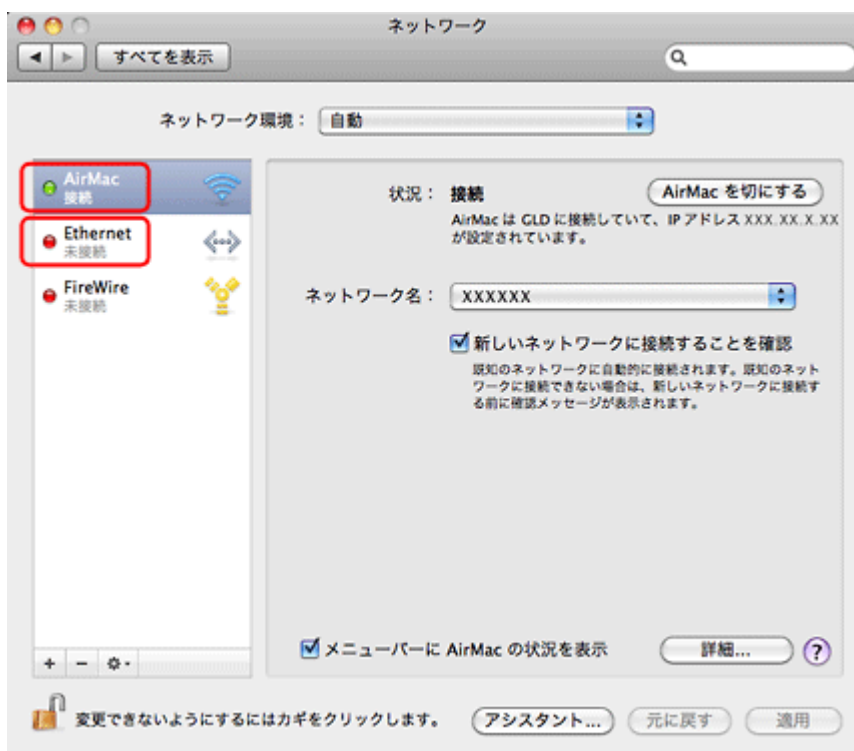 ネットワーク
すべてを表示
ネットワーク環境： 自動
AirMac
接続
Ethernet
未接続
FireWire
未接続
状況： 接続
AirMac を切にする
AirMac は GLD に接続していて、IP アドレス XXX.XX.X.XX
が設定されています。
ネットワーク名： XXXXXX
新しいネットワークに接続することを確認
既知のネットワークに自動的に接続されます。既知のネット
ワークに接続できない場合は、新しいネットワークに接続す
る前に確認メッセージが表示されます。
メニューバーに AirMac の状況を表示
詳細...
?
変更できないようにするにはカギをクリックします。
アシスタント...
元に戻す
適用